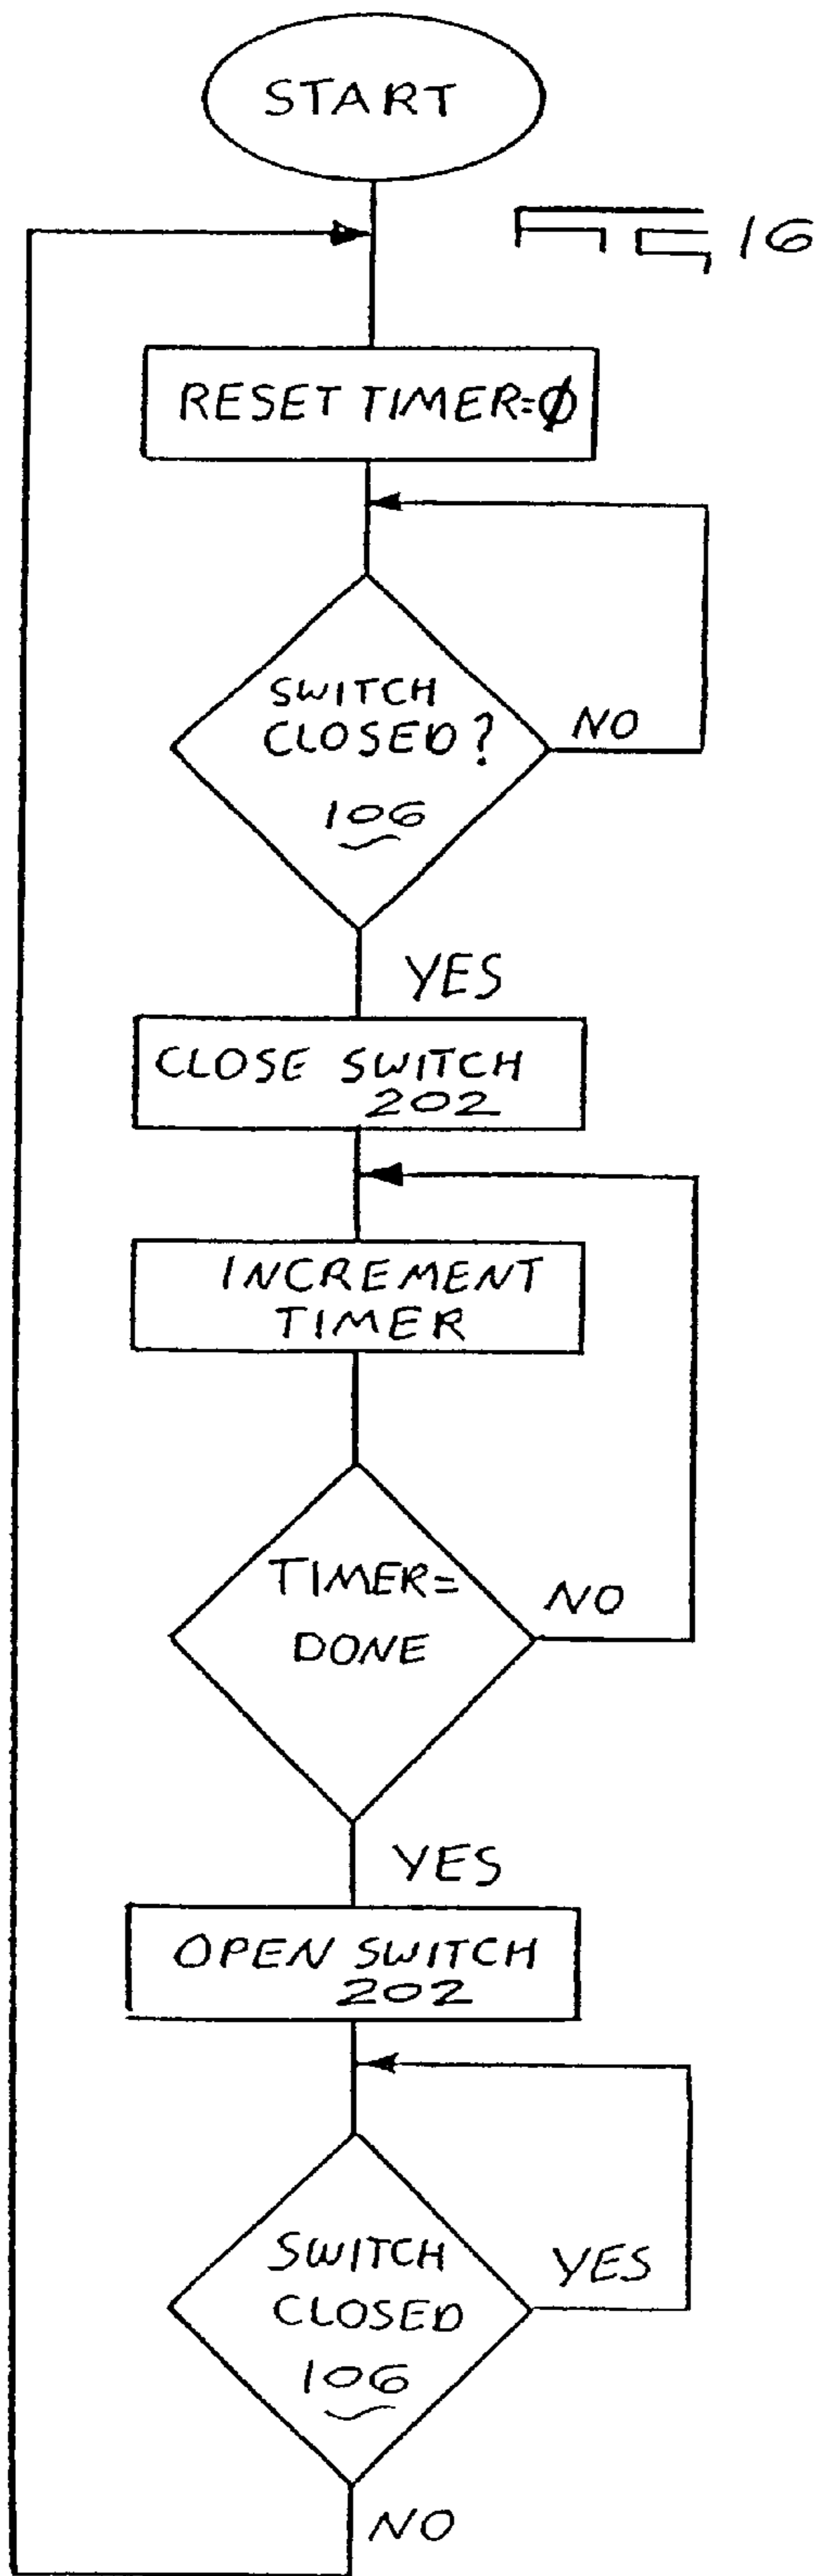 START
FIG 16
RESET TIMER=Ø
SWITCH
CLOSED?
NO
106
YES
CLOSE SWITCH
202
INCREMENT
TIMER
TIMER=
DONE
NO
YES
OPEN SWITCH
202
SWITCH
CLOSED
YES
106
NO